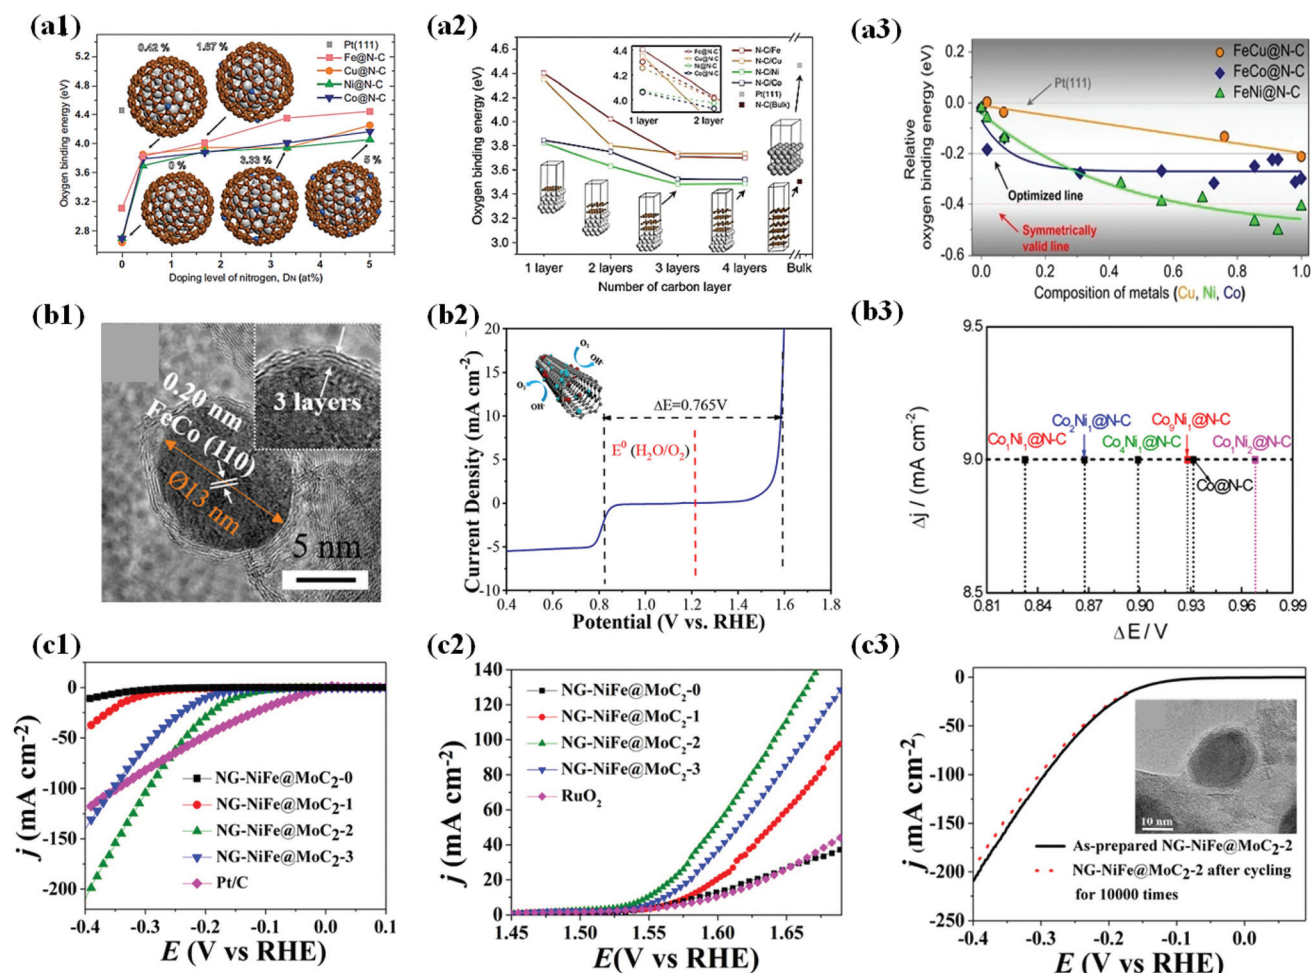 (a1)
Oxygen binding energy (eV)
4.8
4.4
4.0
3.6
3.2
2.8
0.42 %
1.67 %
0 %
3.33 %
5 %
Pt(111)
Fe@N-C
Cu@N-C
Ni@N-C
Co@N-C
0 1 2 3 4 5
Doping level of nitrogen, DN (at%)
(a2)
Oxygen binding energy (eV)
4.6
4.4
4.2
4.0
3.8
3.6
3.4
3.2
3.0
4.4
4.2
4.0
Fe@N-C
Cu@N-C
Ni@N-C
Co@N-C
1 layer 2 layer
N-C/Fe
N-C/Cu
N-C/Ni
N-C/Co
Pt(111)
N-C(Bulk)
1 layer 2 layers 3 layers 4 layers Bulk
Number of carbon layer
(a3)
Relative
oxygen binding energy (eV)
0.2
0.0
-0.2
-0.4
-0.6
Pt(111)
FeCu@N-C
FeCo@N-C
FeNi@N-C
Optimized line
Symmetrically
valid line
0.0 0.2 0.4 0.6 0.8 1.0
Composition of metals (Cu, Ni, Co)
(b1)
0.20 nm
FeCo (110)
Ø13 nm
3 layers
5 nm
(b2)
Current Density (mA cm-2)
20
15
10
5
0
-5
-10
O2
OH-
O2
OH-
ΔE=0.765V
E0 (H2O/O2)
0.4 0.6 0.8 1.0 1.2 1.4 1.6 1.8
Potential (V vs. RHE)
(b3)
Δj / (mA cm-2)
9.5
9.0
8.5
Co1Ni1@N-C
Co2Ni1@N-C
Co4Ni1@N-C
Co9Ni1@N-C
Co1Ni2@N-C
Co@N-C
0.81 0.84 0.87 0.90 0.93 0.96 0.99
ΔE / V
(c1)
j (mA cm-2)
0
-50
-100
-150
-200
NG-NiFe@MoC2-0
NG-NiFe@MoC2-1
NG-NiFe@MoC2-2
NG-NiFe@MoC2-3
Pt/C
-0.4 -0.3 -0.2 -0.1 -0.0 0.1
E (V vs RHE)
(c2)
j (mA cm-2)
140
120
100
80
60
40
20
0
NG-NiFe@MoC2-0
NG-NiFe@MoC2-1
NG-NiFe@MoC2-2
NG-NiFe@MoC2-3
RuO2
1.45 1.50 1.55 1.60 1.65
E(V vs RHE)
(c3)
j (mA cm-2)
0
-50
-100
-150
-200
-250
10 nm
As-prepared NG-NiFe@MoC2-2
NG-NiFe@MoC2-2 after cycling
for 10000 times
-0.4 -0.3 -0.2 -0.1 0.0
E (V vs RHE)